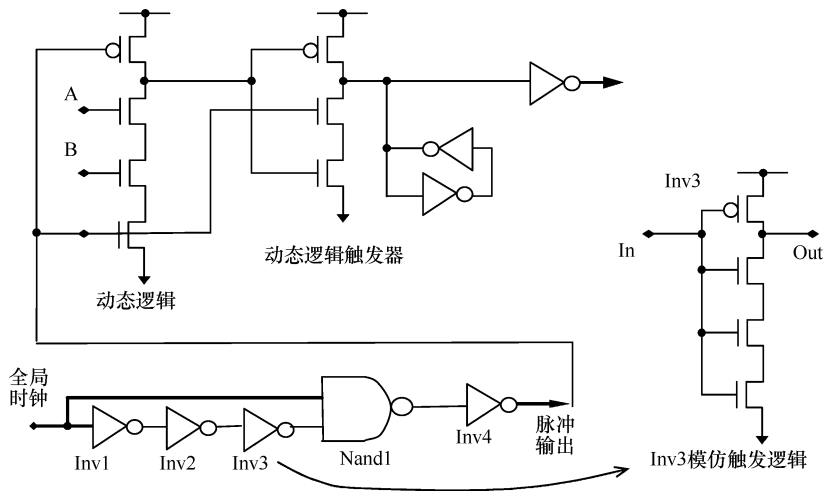 A
B
动态逻辑
动态逻辑触发器
Inv3
In
Out
全局
时钟
Inv1
Inv2
Inv3
Nand1
Inv4
脉冲
输出
Inv3模仿触发逻辑